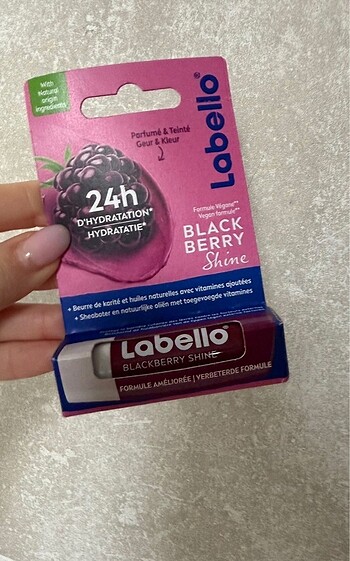 With
Natural
origin
ingredients
Labello®
Parfumé & Teinté
Geur & Kleur
24h
D'HYDRATATION*
HYDRATATIE*
Formule Végane**
Vegan formule**
BLACK
BERRY
Shine
• Beurre de karité et huiles naturelles avec vitamines ajoutées
• Sheaboter en natuurlijke oliën met toegevoegde vitamines
Labello®
BLACKBERRY SHINE
FORMULE AMÉLIORÉE | VERBETERDE FORMULE